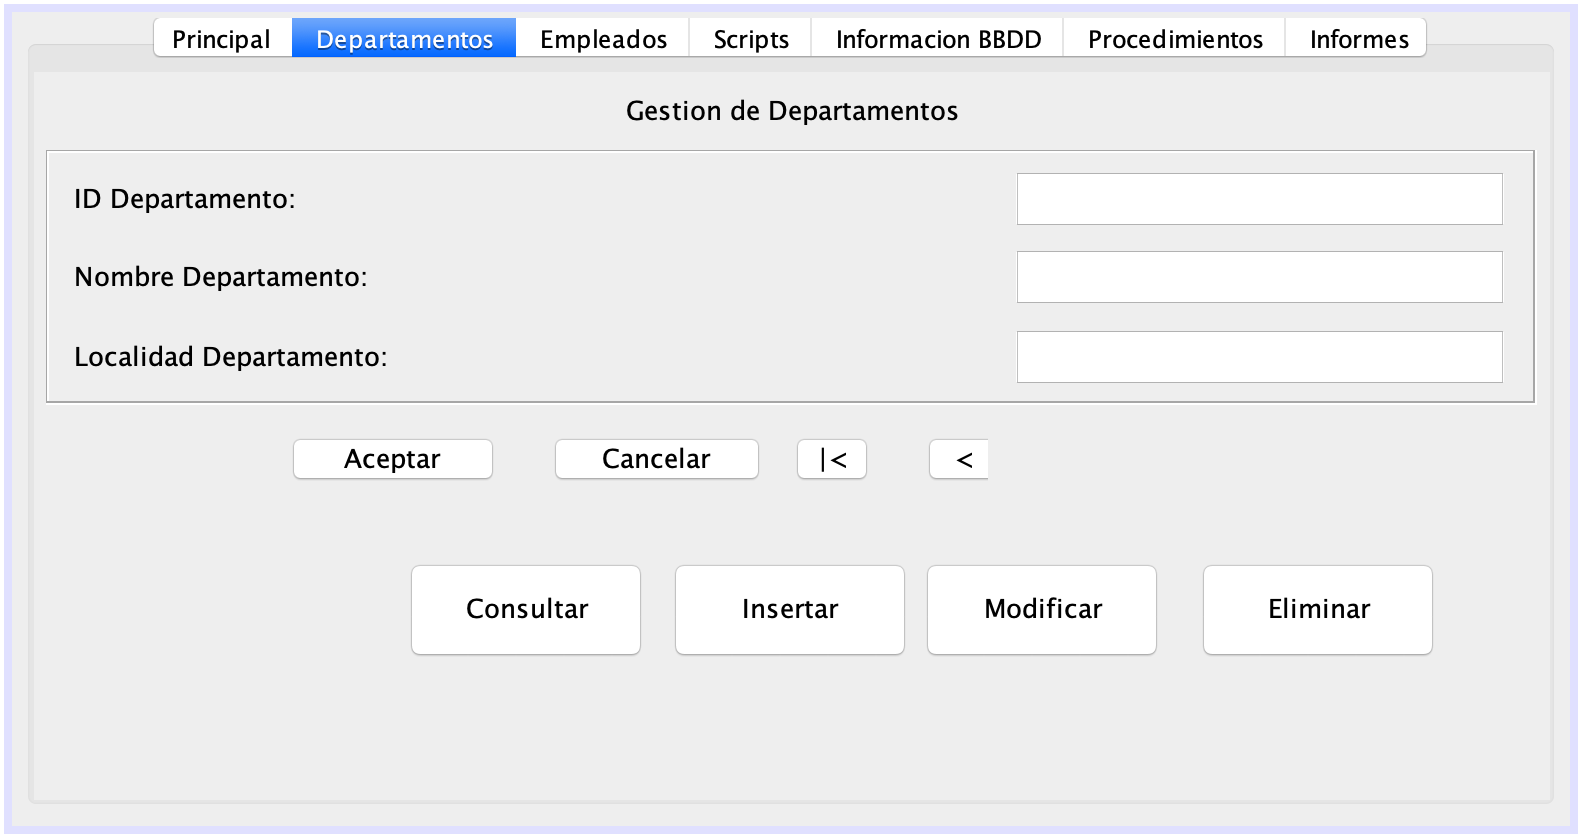 Principal Departamentos Empleados Scripts Informacion BBDD Procedimientos Informes
Gestion de Departamentos
ID Departamento:
Nombre Departamento:
Localidad Departamento:
Aceptar Cancelar |< <
Consultar Insertar Modificar Eliminar